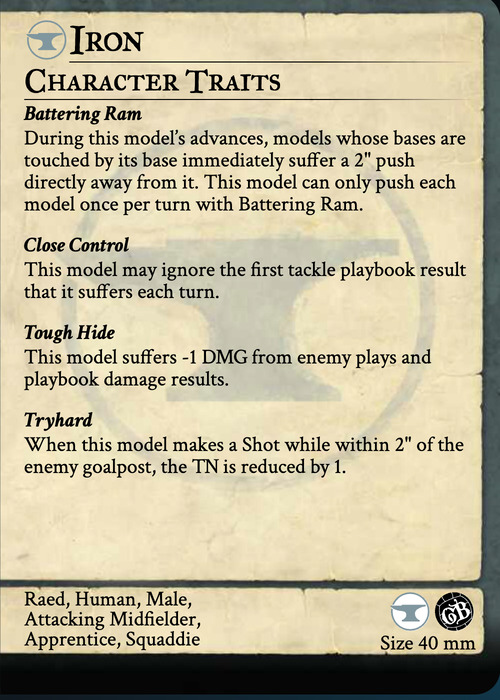 Iron
Character Traits
Battering Ram
During this model's advances, models whose bases are
touched by its base immediately suffer a 2" push
directly away from it. This model can only push each
model once per turn with Battering Ram.
Close Control
This model may ignore the first tackle playbook result
that it suffers each turn.
Tough Hide
This model suffers -1 DMG from enemy plays and
playbook damage results.
Tryhard
When this model makes a Shot while within 2" of the
enemy goalpost, the TN is reduced by 1.
Raed, Human, Male,
Attacking Midfielder,
Apprentice, Squaddie
GB
Size 40 mm